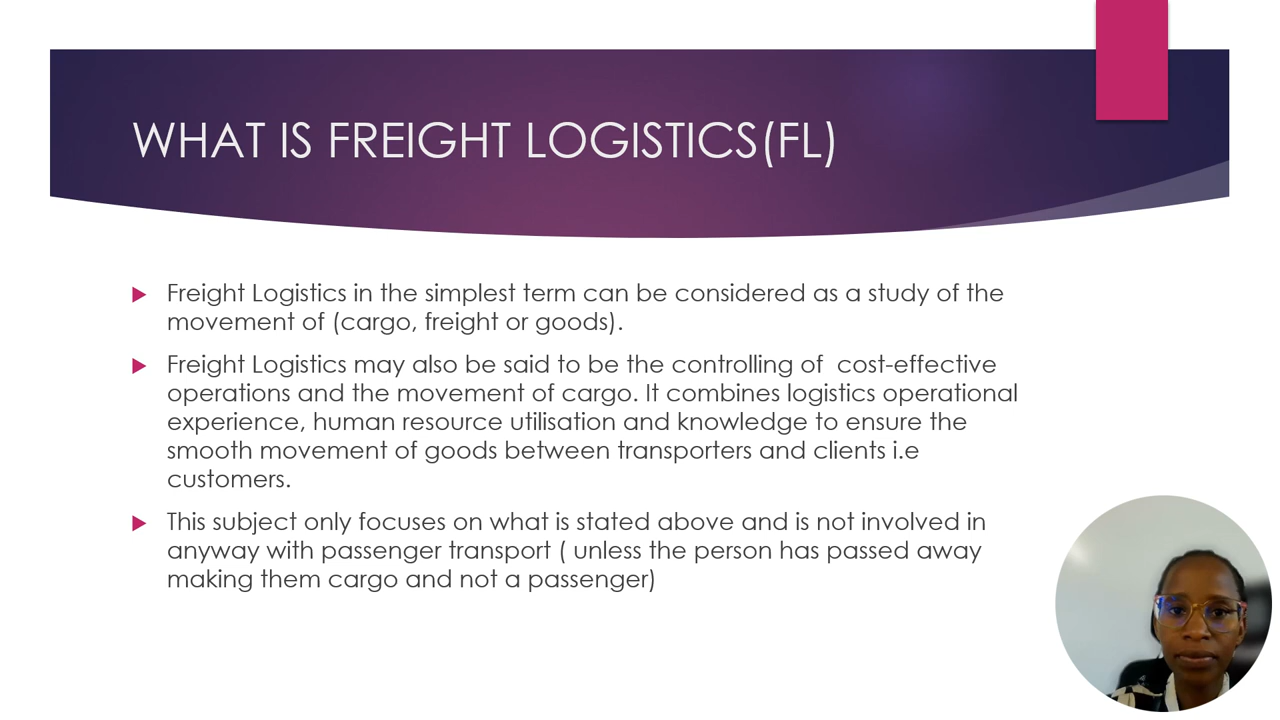 WHAT IS FREIGHT LOGISTICS(FL)
Freight Logistics in the simplest term can be considered as a study of the
movement of (cargo, freight or goods).
Freight Logistics may also be said to be the controlling of  cost-effective
operations and the movement of cargo. It combines logistics operational
experience, human resource utilisation and knowledge to ensure the
smooth movement of goods between transporters and clients i.e
customers.
This subject only focuses on what is stated above and is not involved in
anyway with passenger transport ( unless the person has passed away
making them cargo and not a passenger)